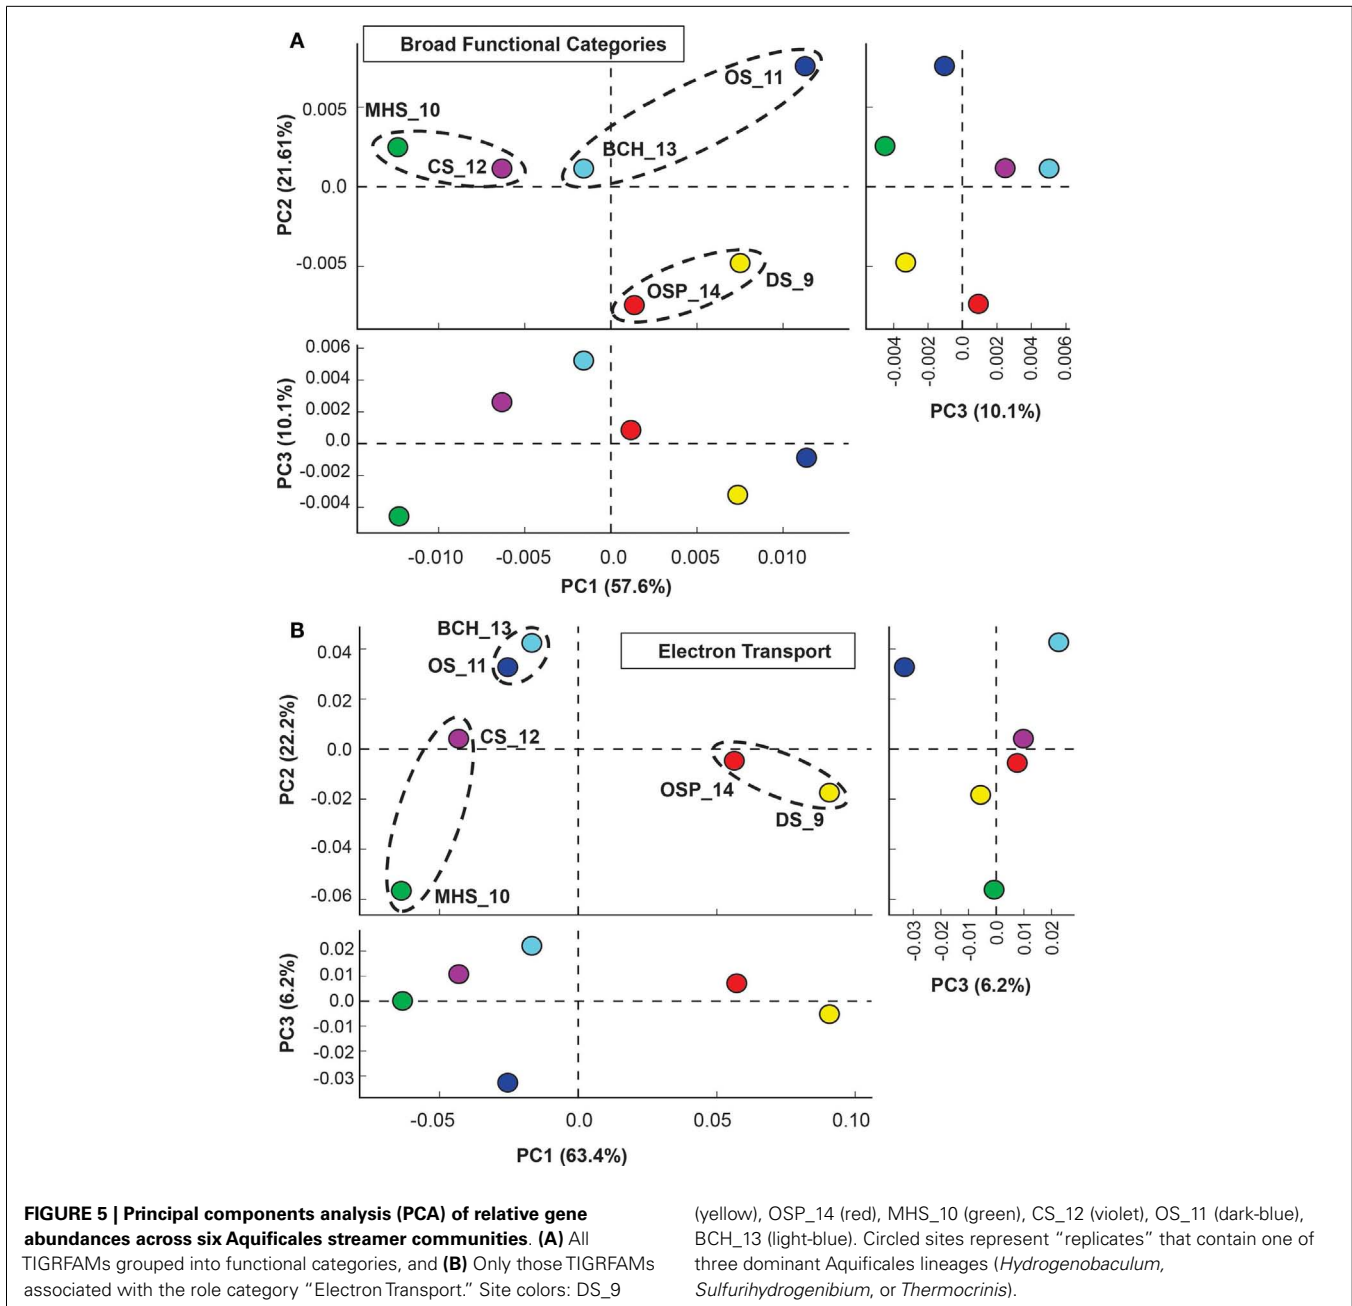 A
Broad Functional Categories
OS_11
MHS_10
BCH_13
CS_12
DS_9
OSP_14
PC2 (21.61%)
0.005
0.0
-0.005
-0.004
-0.002
0.0
0.002
0.004
0.006
PC3 (10.1%)
PC3 (10.1%)
0.006
0.004
0.002
0.0
-0.002
-0.004
-0.010
-0.005
0.0
0.005
0.010
PC1 (57.6%)
B
BCH_13
Electron Transport
OS_11
CS_12
OSP_14
DS_9
MHS_10
PC2 (22.2%)
0.04
0.02
0.0
-0.02
-0.04
-0.06
-0.03
-0.02
-0.01
0.0
0.01
0.02
PC3 (6.2%)
PC3 (6.2%)
0.02
0.01
0.0
-0.01
-0.02
-0.03
-0.05
0.0
0.05
0.10
PC1 (63.4%)
FIGURE 5 | Principal components analysis (PCA) of relative gene
abundances across six Aquificales streamer communities. (A) All
TIGRFAMs grouped into functional categories, and (B) Only those TIGRFAMs
associated with the role category "Electron Transport." Site colors: DS_9
(yellow), OSP_14 (red), MHS_10 (green), CS_12 (violet), OS_11 (dark-blue),
BCH_13 (light-blue). Circled sites represent "replicates" that contain one of
three dominant Aquificales lineages (Hydrogenobaculum,
Sulfurihydrogenibium, or Thermocrinis).